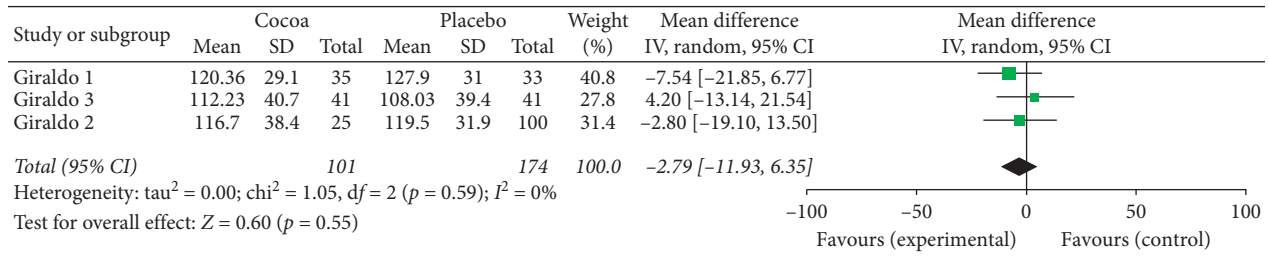 Study or subgroup Cocoa Placebo Weight (%) Mean difference IV, random, 95% CI Mean difference IV, random, 95% CI
Mean SD Total Mean SD Total
Giraldo 1 120.36 29.1 35 127.9 31 33 40.8 −7.54 [−21.85, 6.77]
Giraldo 3 112.23 40.7 41 108.03 39.4 41 27.8 4.20 [−13.14, 21.54]
Giraldo 2 116.7 38.4 25 119.5 31.9 100 31.4 −2.80 [−19.10, 13.50]
Total (95% CI) 101 174 100.0 −2.79 [−11.93, 6.35]
Heterogeneity: tau² = 0.00; chi² = 1.05, df = 2 (p = 0.59); I² = 0%
Test for overall effect: Z = 0.60 (p = 0.55)
−100 −50 0 50 100
Favours (experimental) Favours (control)